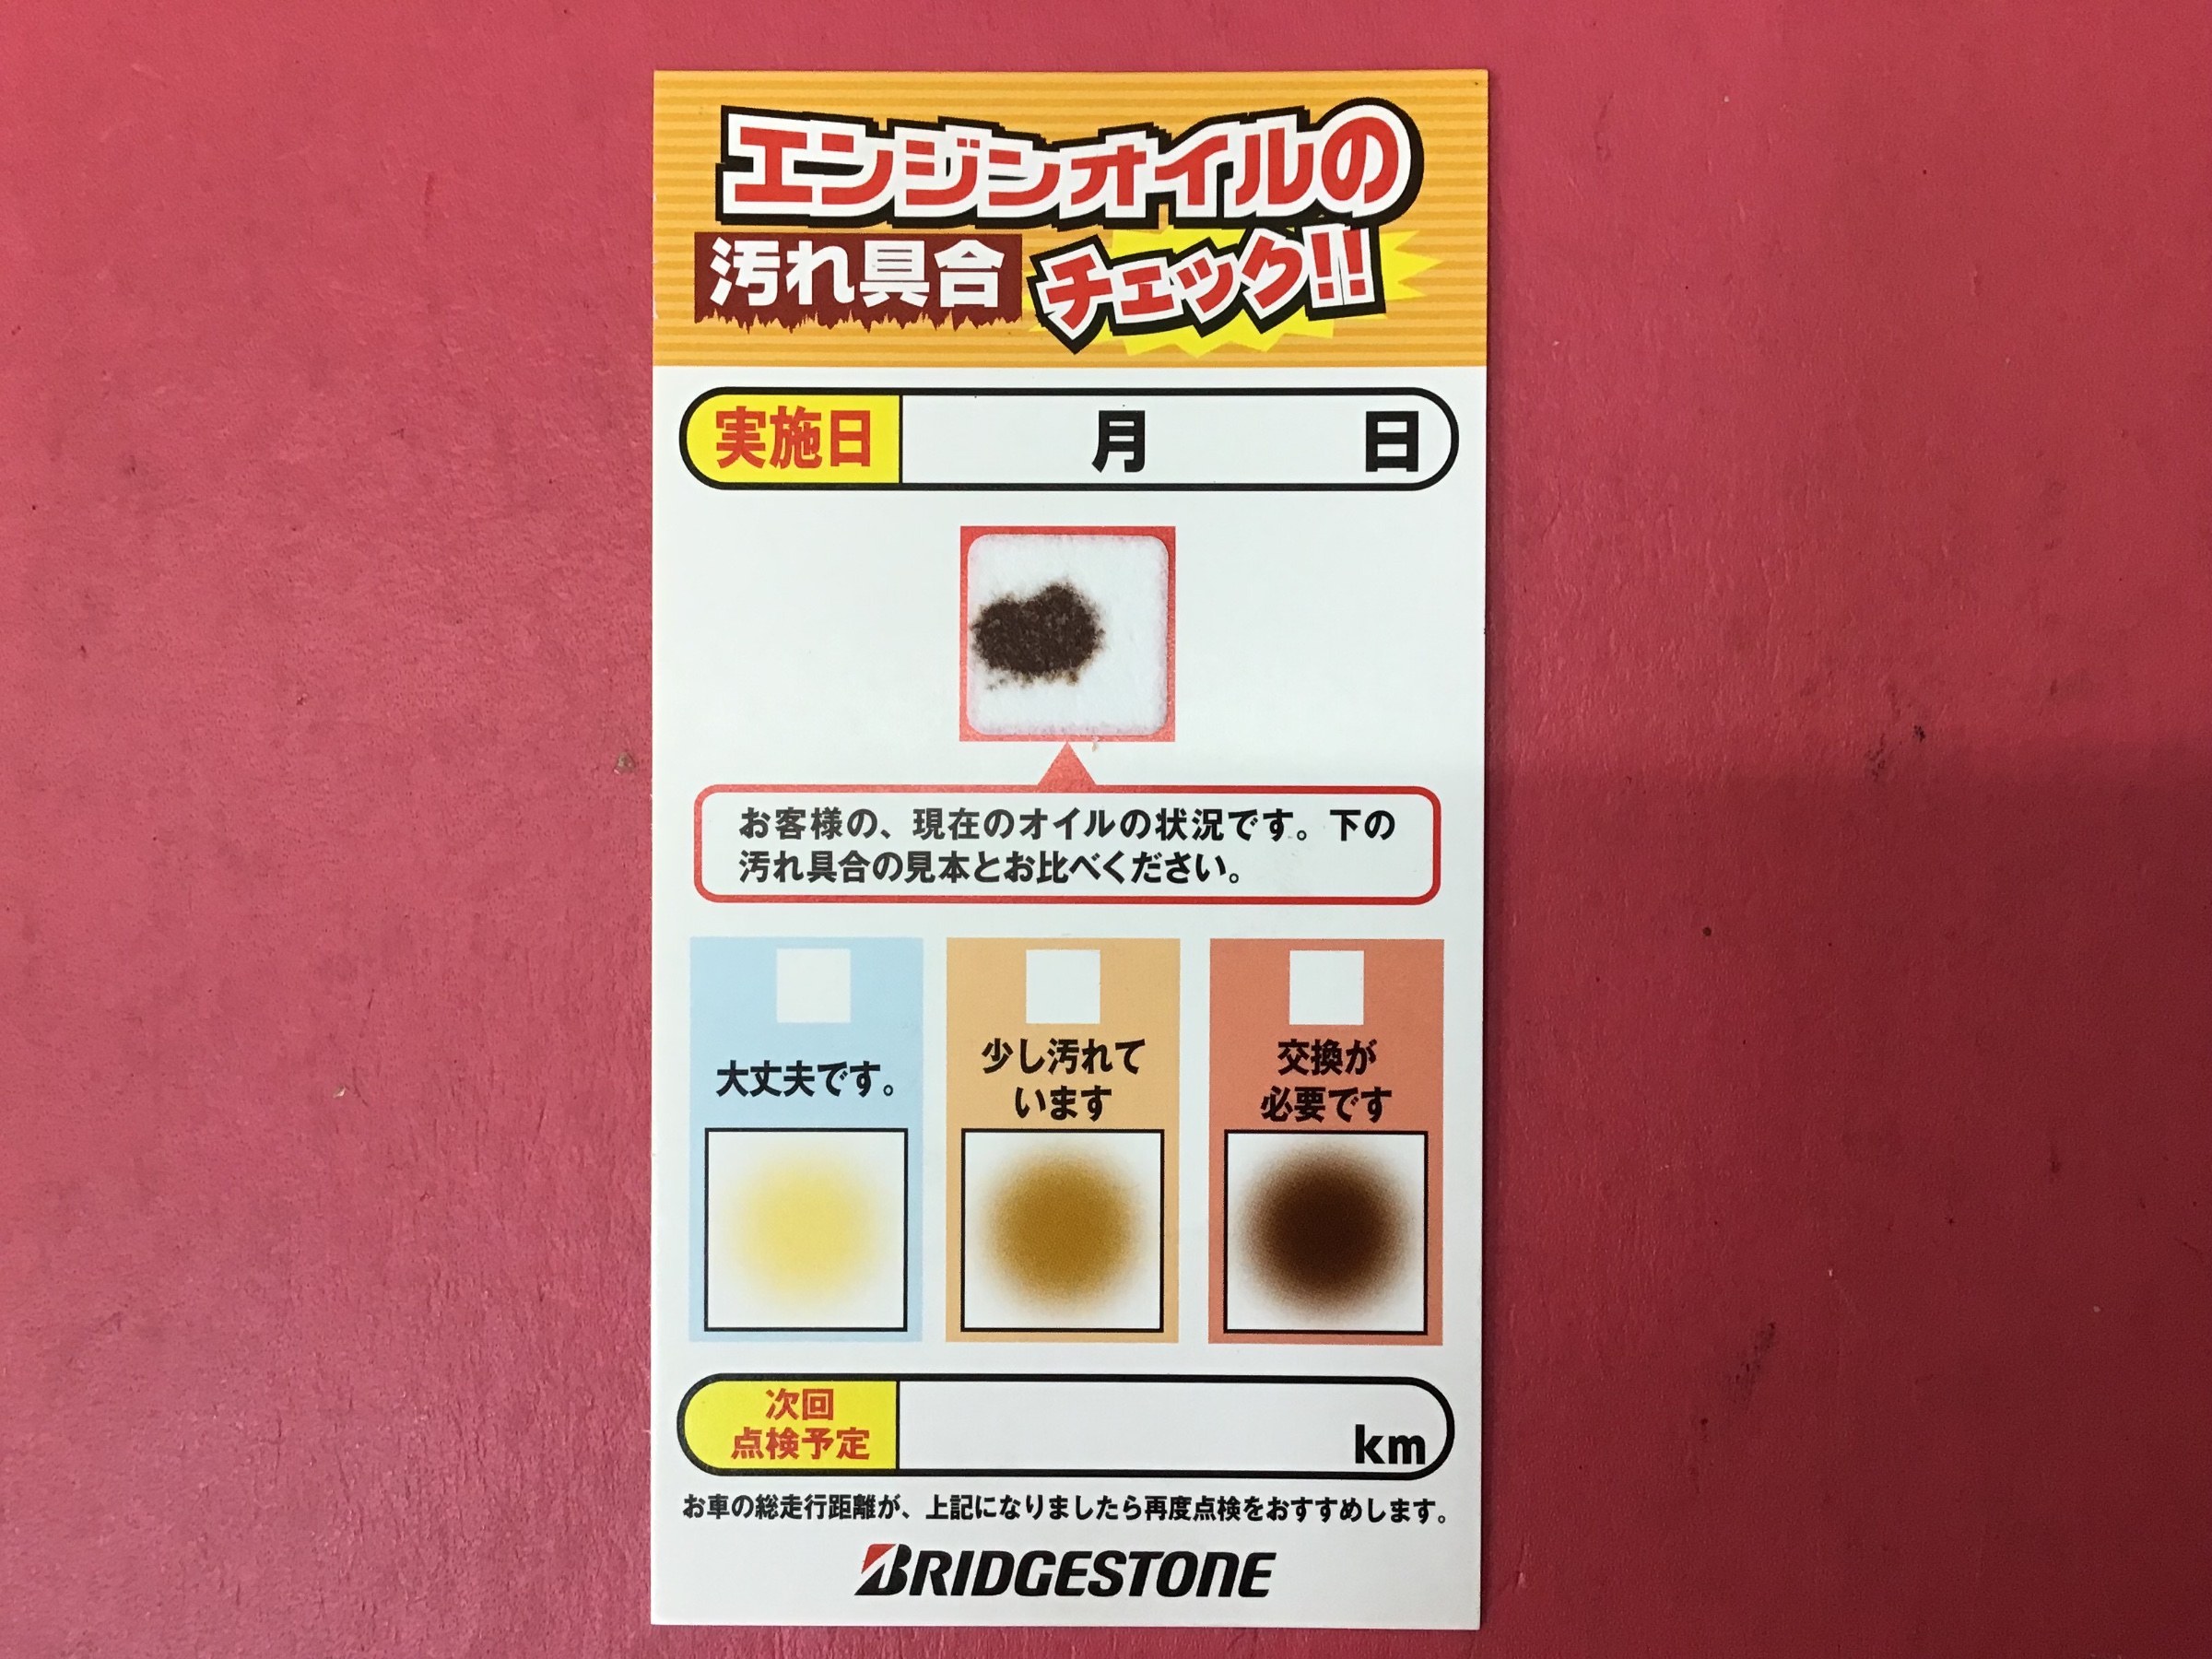 エンジンオイルの
汚れ具合 チェック!!
実施日 月 日
お客様の、現在のオイルの状況です。下の
汚れ具合の見本とお比べください。
大丈夫です。
少し汚れて
います
交換が
必要です
次回
点検予定 km
お車の総走行距離が、上記になりましたら再度点検をおすすめします。
BRIDGESTONE